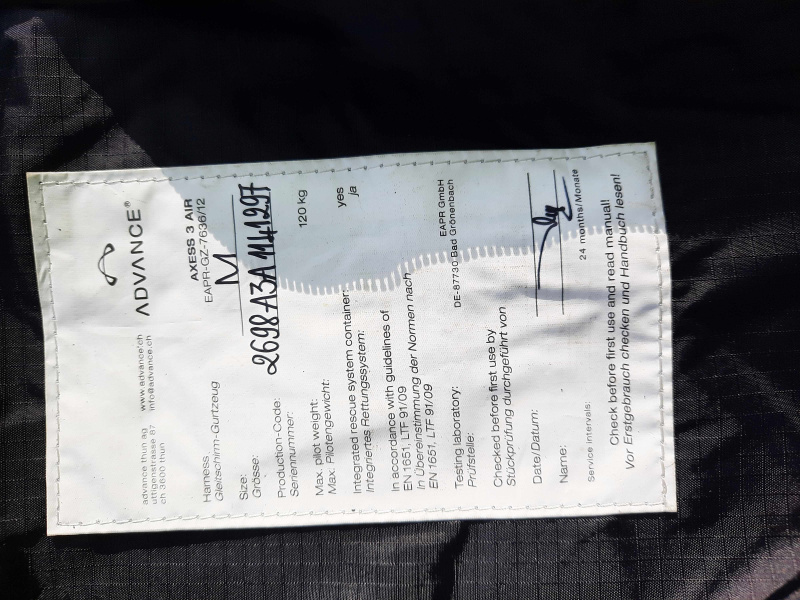 ADVANCE®
advance thun ag www.advance.ch
uttigenstrasse 87 info@advance.ch
ch 3600 thun
Harness AXESS 3 AIR
Gleitschirm-Gurtzeug EAPR-GZ-7636/12
Size: M
Grösse:
Production-Code: 2698A3A1141297
Seriennummer:
Max. pilot weight: 120 kg
Max. Pilotengewicht:
Integrated rescue system container: yes
Integriertes Rettungssystem: ja
In accordance with guidelines of
EN 1651, LTF 91/09
In Übereinstimmung der Normen nach
EN 1651, LTF 91/09
Testing laboratory: EAPR GmbH
Prüfstelle: DE-87730 Bad Grönenbach
Checked before first use by
Stückprüfung durchgeführt von
Date/Datum:
Name:
Service intervals: 24 months/Monate
Check before first use and read manual!
Vor Erstgebrauch checken und Handbuch lesen!